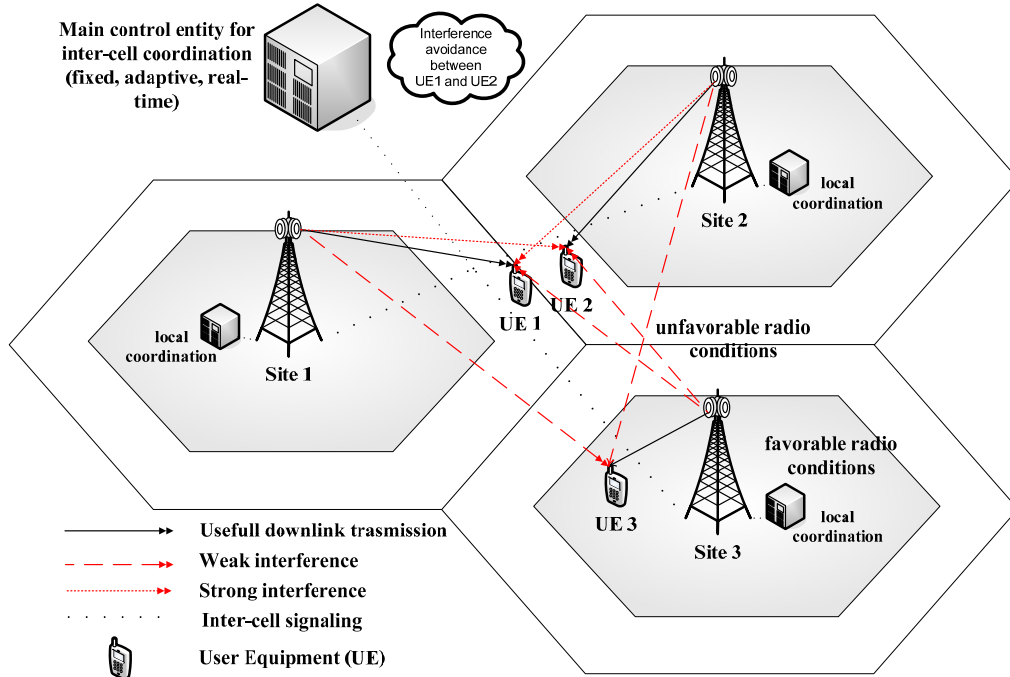 Main control entity for
inter-cell coordination
(fixed, adaptive, real-
time)
Interference
avoidance
between
UE1 and UE2
local
coordination
Site 2
UE 1
UE 2
local
coordination
Site 1
unfavorable radio
conditions
favorable radio
conditions
UE 3
Site 3
local
coordination
Usefull downlink trasmission
Weak interference
Strong interference
Inter-cell signaling
User Equipment (UE)